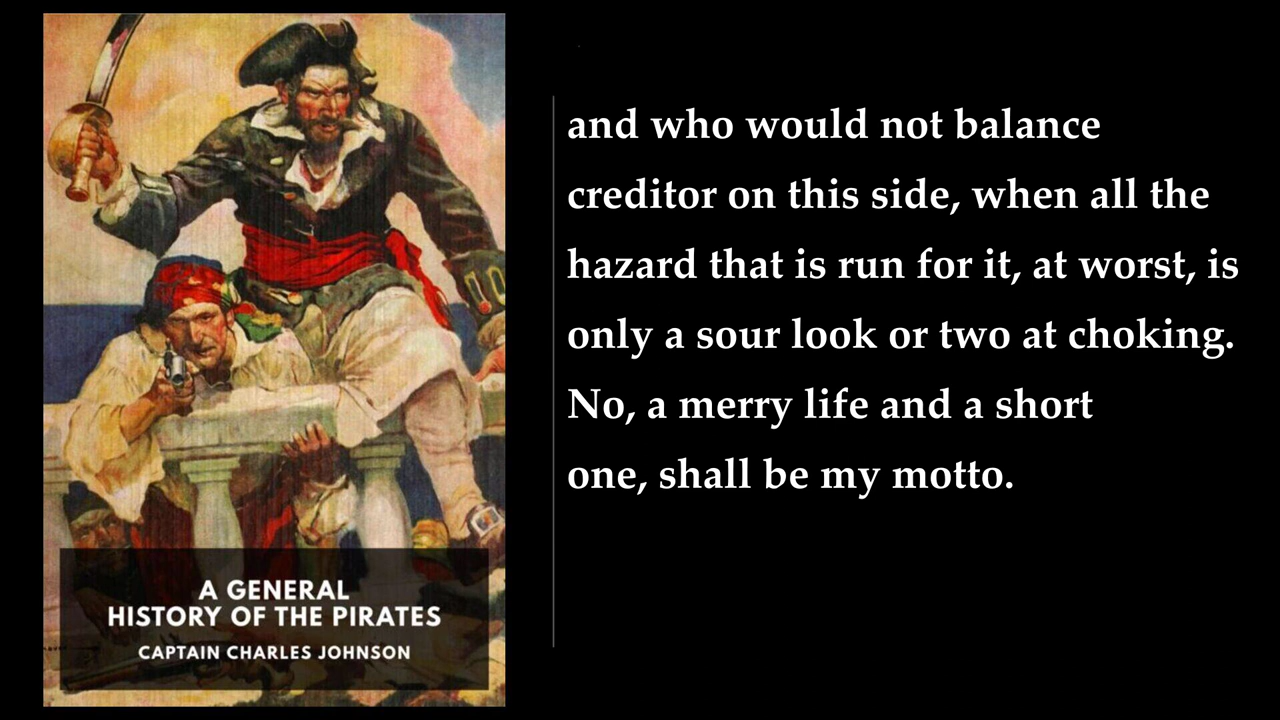 A GENERAL
HISTORY OF THE PIRATES
CAPTAIN CHARLES JOHNSON
and who would not balance
creditor on this side, when all the
hazard that is run for it, at worst, is
only a sour look or two at choking.
No, a merry life and a short
one, shall be my motto.